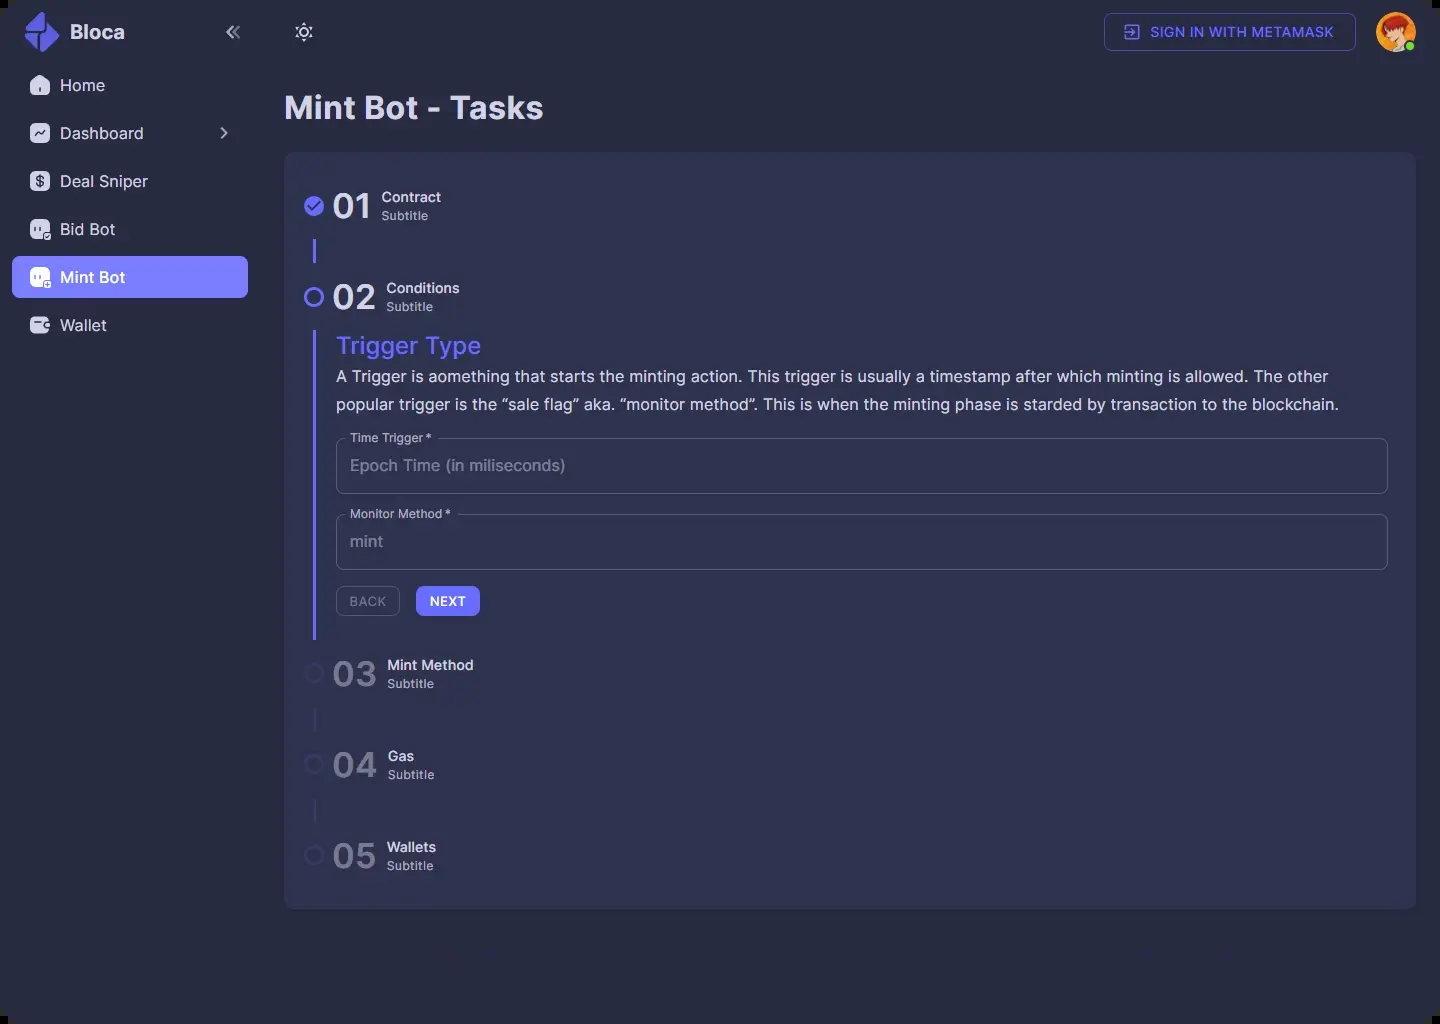 Bloca
SIGN IN WITH METAMASK
Home
Dashboard
Deal Sniper
Bid Bot
Mint Bot
Wallet
Mint Bot - Tasks
01 Contract
Subtitle
02 Conditions
Subtitle
Trigger Type
A Trigger is aomething that starts the minting action. This trigger is usually a timestamp after which minting is allowed. The other
popular trigger is the “sale flag” aka. “monitor method”. This is when the minting phase is starded by transaction to the blockchain.
Time Trigger *
Epoch Time (in miliseconds)
Monitor Method *
mint
BACK NEXT
03 Mint Method
Subtitle
04 Gas
Subtitle
05 Wallets
Subtitle